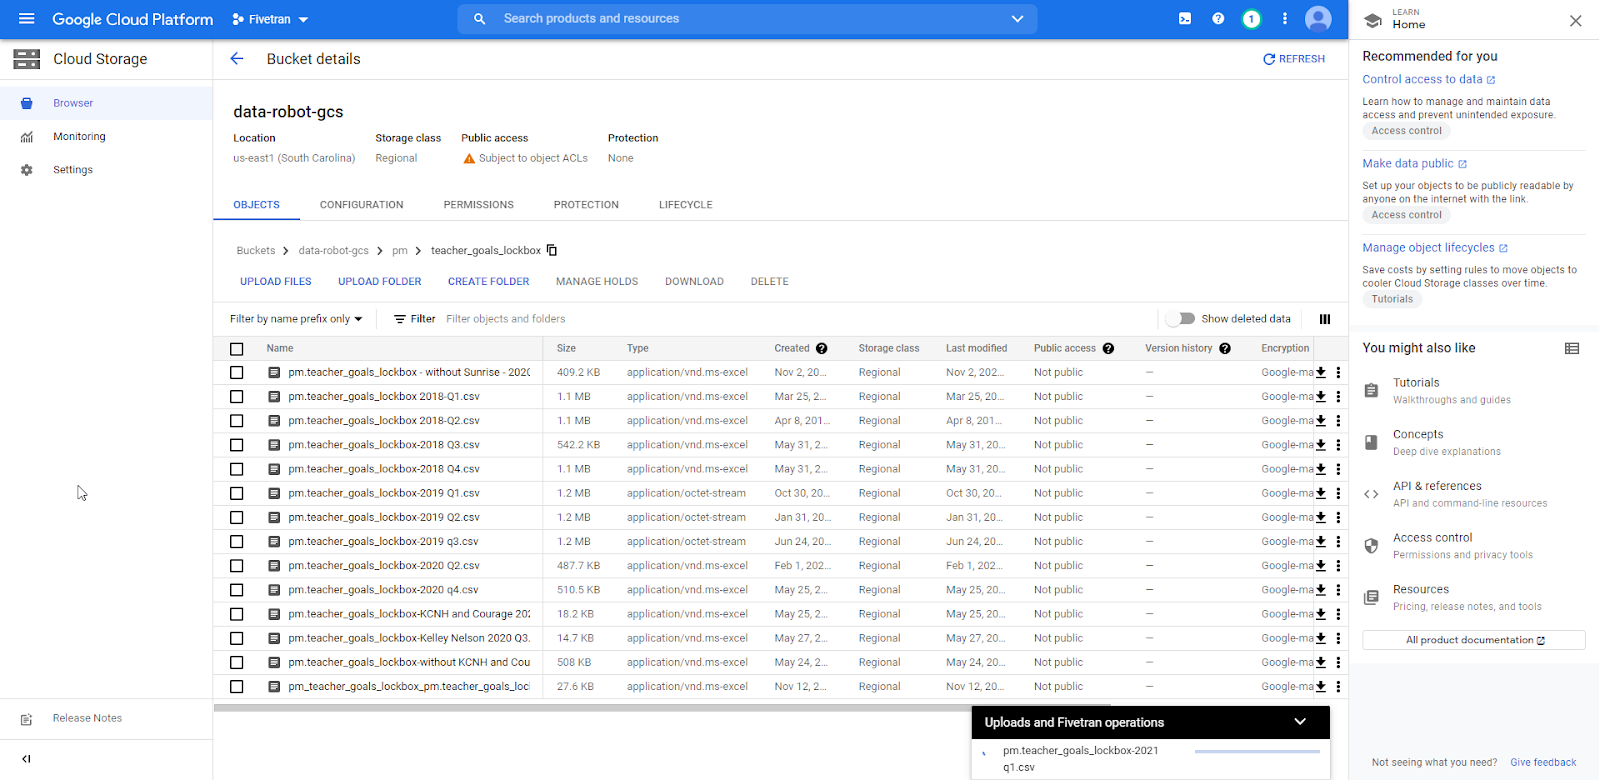 Google Cloud Platform
Fivetran
Search products and resources
1
Cloud Storage
Browser
Monitoring
Settings
Release Notes
Bucket details
REFRESH
data-robot-gcs
Location Storage class Public access Protection
us-east1 (South Carolina) Regional Subject to object ACLs None
OBJECTS CONFIGURATION PERMISSIONS PROTECTION LIFECYCLE
Buckets > data-robot-gcs > pm > teacher_goals_lockbox
UPLOAD FILES UPLOAD FOLDER CREATE FOLDER MANAGE HOLDS DOWNLOAD DELETE
Filter by name prefix only Filter Filter objects and folders Show deleted data
Name Size Type Created Storage class Last modified Public access Version history Encryption
pm.teacher_goals_lockbox - without Sunrise - 2020 409.2 KB application/vnd.ms-excel Nov 2, 20... Regional Nov 2, 202... Not public — Google-ma
pm.teacher_goals_lockbox 2018-Q1.csv 1.1 MB application/vnd.ms-excel Mar 25, 2... Regional Mar 25, 20... Not public — Google-ma
pm.teacher_goals_lockbox 2018-Q2.csv 1.1 MB application/vnd.ms-excel Apr 8, 201... Regional Apr 8, 201... Not public — Google-ma
pm.teacher_goals_lockbox-2018 Q3.csv 542.2 KB application/vnd.ms-excel May 31, 2... Regional May 31, 20... Not public — Google-ma
pm.teacher_goals_lockbox-2018 Q4.csv 1.1 MB application/vnd.ms-excel May 31, 2... Regional May 31, 20... Not public — Google-ma
pm.teacher_goals_lockbox-2019 Q1.csv 1.2 MB application/octet-stream Oct 30, 20... Regional Oct 30, 20... Not public — Google-ma
pm.teacher_goals_lockbox-2019 Q2.csv 1.2 MB application/octet-stream Jan 31, 20... Regional Jan 31, 20... Not public — Google-ma
pm.teacher_goals_lockbox-2019 q3.csv 1.2 MB application/octet-stream Jun 24, 20... Regional Jun 24, 20... Not public — Google-ma
pm.teacher_goals_lockbox-2020 Q2.csv 487.7 KB application/vnd.ms-excel Feb 1, 202... Regional Feb 1, 202... Not public — Google-ma
pm.teacher_goals_lockbox-2020 q4.csv 510.5 KB application/vnd.ms-excel May 25, 2... Regional May 25, 20... Not public — Google-ma
pm.teacher_goals_lockbox-KCNH and Courage 202 18.2 KB application/vnd.ms-excel May 25, 2... Regional May 25, 20... Not public — Google-ma
pm.teacher_goals_lockbox-Kelley Nelson 2020 Q3. 14.7 KB application/vnd.ms-excel May 27, 2... Regional May 27, 20... Not public — Google-ma
pm.teacher_goals_lockbox-without KCNH and Cou 508 KB application/vnd.ms-excel May 24, 2... Regional May 24, 20... Not public — Google-ma
pm_teacher_goals_lockbox_pm.teacher_goals_loc 27.6 KB application/vnd.ms-excel Nov 12, 2... Regional Nov 12, 20... Not public — Google-ma
Uploads and Fivetran operations
pm.teacher_goals_lockbox-2021
q1.csv
LEARN
Home
Recommended for you
Control access to data
Learn how to manage and maintain data
access and prevent unintended exposure.
Access control
Make data public
Set up your objects to be publicly readable by
anyone on the internet with the link.
Access control
Manage object lifecycles
Save costs by setting rules to move objects to
cooler Cloud Storage classes over time.
Tutorials
You might also like
Tutorials
Walkthroughs and guides
Concepts
Deep dive explanations
API & references
API and command-line resources
Access control
Permissions and privacy tools
Resources
Pricing, release notes, and tools
All product documentation
Not seeing what you need? Give feedback